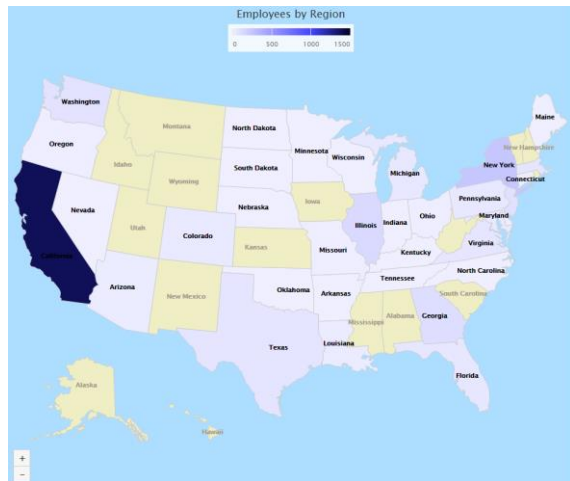 Employees by Region
0 500 1000 1500
Washington
Montana
North Dakota
Minnesota
Maine
Oregon
Idaho
Wyoming
South Dakota
Wisconsin
Michigan
New York
New Hampshire
Connecticut
Nevada
Utah
Colorado
Nebraska
Iowa
Illinois
Indiana
Ohio
Pennsylvania
Maryland
California
Kansas
Missouri
Kentucky
Virginia
Arizona
New Mexico
Oklahoma
Arkansas
Tennessee
North Carolina
South Carolina
Texas
Louisiana
Mississippi
Alabama
Georgia
Florida
Alaska
Hawaii
+
−